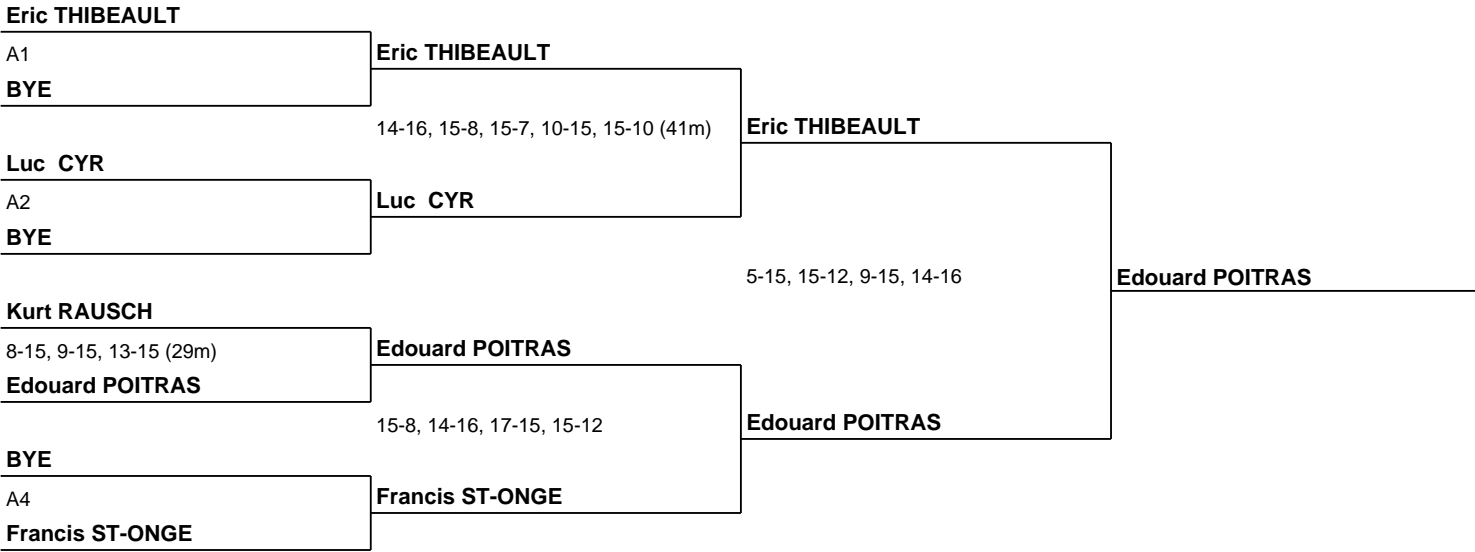 Eric THIBEAULT
A1
BYE
Luc  CYR
A2
BYE
Kurt RAUSCH
8-15, 9-15, 13-15 (29m)
Edouard POITRAS
BYE
A4
Francis ST-ONGE
Eric THIBEAULT
14-16, 15-8, 15-7, 10-15, 15-10 (41m)
Luc  CYR
Edouard POITRAS
15-8, 14-16, 17-15, 15-12
Francis ST-ONGE
Eric THIBEAULT
5-15, 15-12, 9-15, 14-16
Edouard POITRAS
Edouard POITRAS